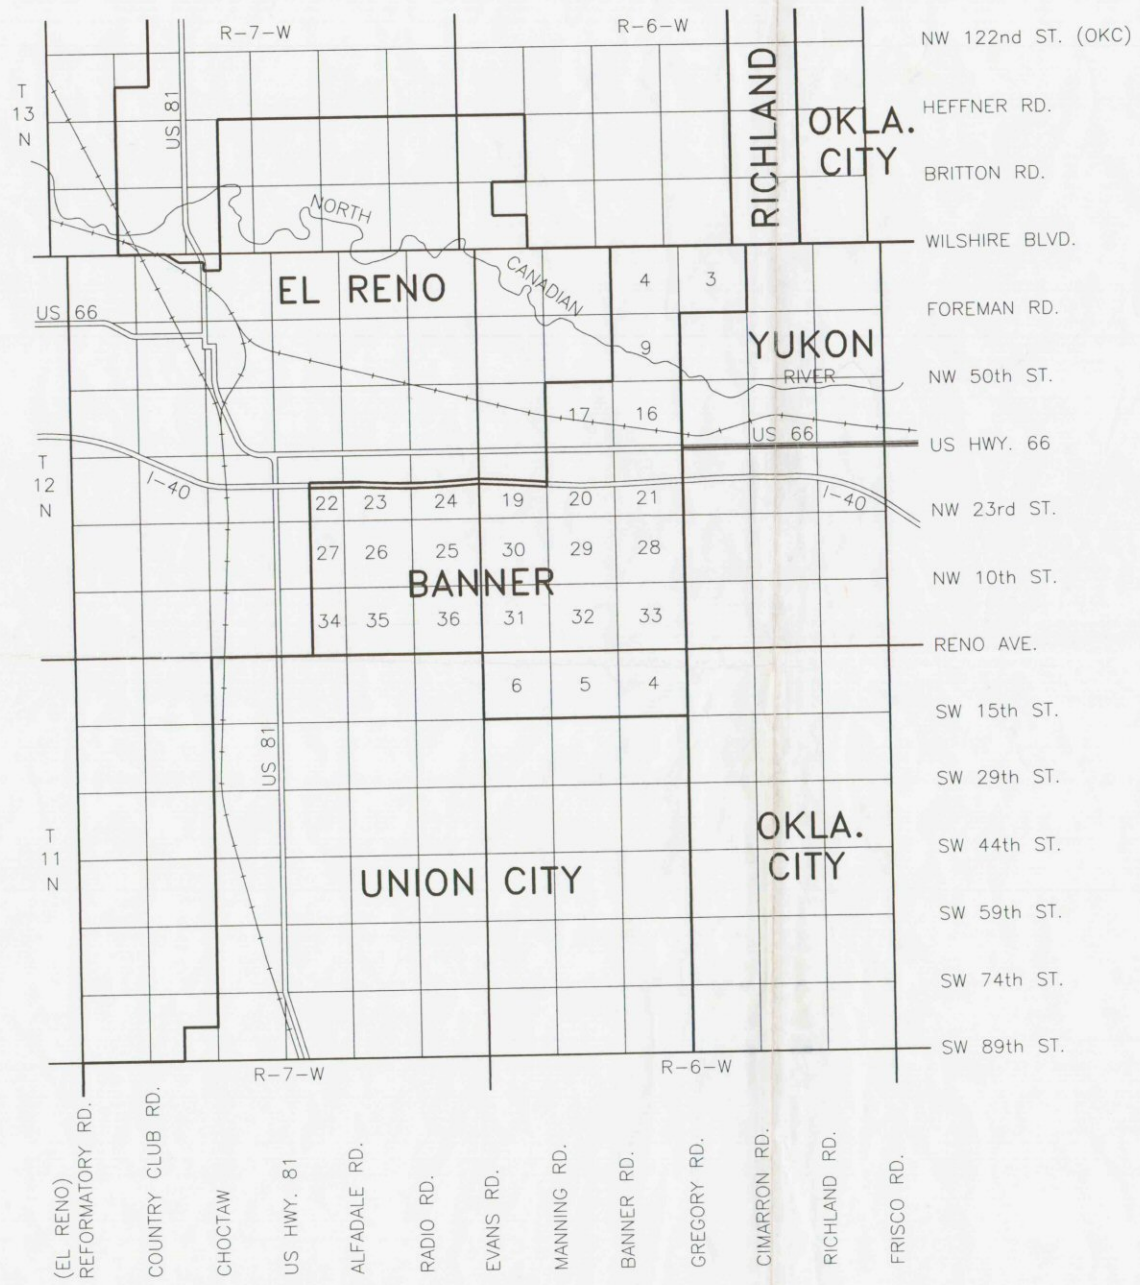 R-7-W
R-6-W
NW 122nd ST. (OKC)
T
13
N
US 81
RICHLAND
OKLA.
CITY
HEFFNER RD.
BRITTON RD.
NORTH
WILSHIRE BLVD.
EL RENO
CANADIAN
4
3
US 66
FOREMAN RD.
9
YUKON
RIVER
NW 50th ST.
17
16
US 66
US HWY. 66
T
12
N
I-40
22
23
24
19
20
21
I-40
NW 23rd ST.
27
26
25
30
29
28
BANNER
NW 10th ST.
34
35
36
31
32
33
RENO AVE.
6
5
4
SW 15th ST.
US 81
SW 29th ST.
T
11
N
UNION CITY
OKLA.
CITY
SW 44th ST.
SW 59th ST.
SW 74th ST.
SW 89th ST.
R-7-W
R-6-W
(EL RENO)
REFORMATORY RD.
COUNTRY CLUB RD.
CHOCTAW
US HWY. 81
ALFADALE RD.
RADIO RD.
EVANS RD.
MANNING RD.
BANNER RD.
GREGORY RD.
CIMARRON RD.
RICHLAND RD.
FRISCO RD.